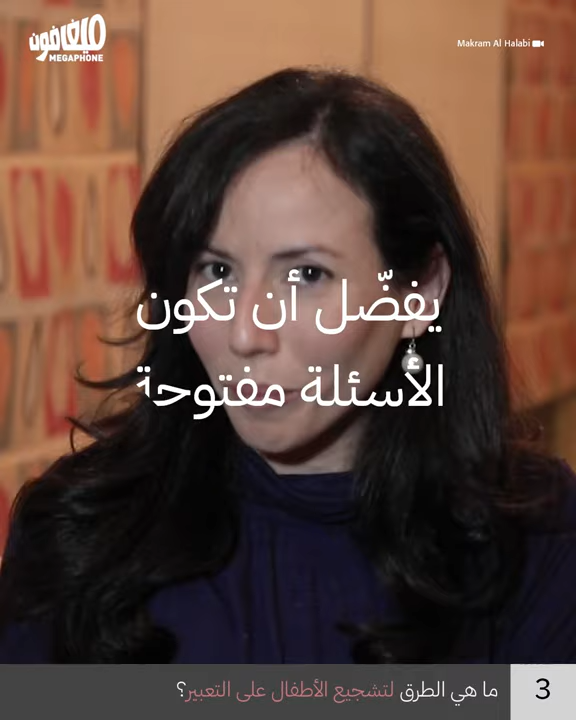 ميغافون
MEGAPHONE
Makram Al Halabi
يفضّل أن تكون
الأسئلة مفتوحة
3
ما هي الطرق لتشجيع الأطفال على التعبير؟